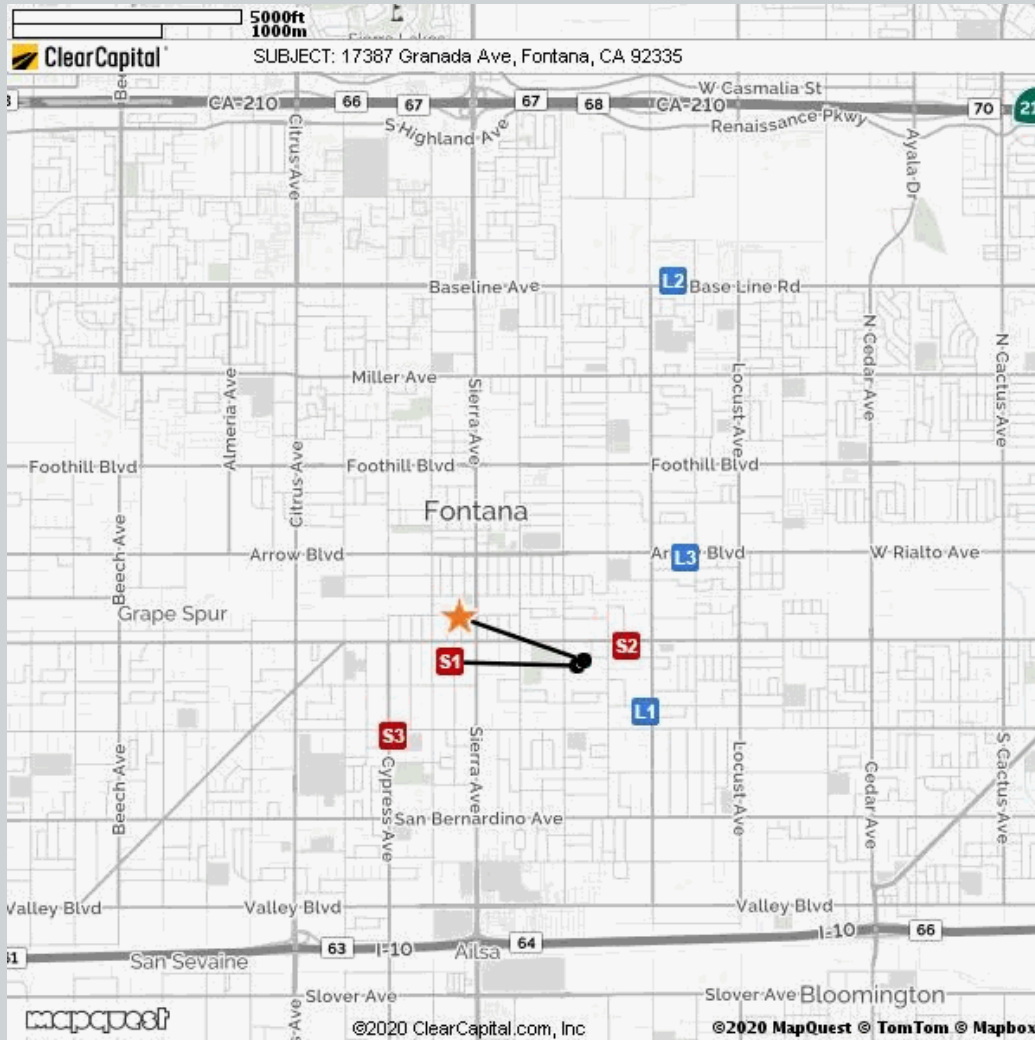 5000ft
1000m
ClearCapital
SUBJECT: 17387 Granada Ave, Fontana, CA 92335
W Casmalia St
CA-210
66
67
67
68
CA-210
70
S Highland Ave
Renaissance Pkwy
Citrus Ave
Ayala Dr
L2
Baseline Ave
Base Line Rd
N Cedar Ave
N Cactus Ave
Miller Ave
Almeria Ave
Sierra Ave
Locust Ave
Foothill Blvd
Foothill Blvd
Foothill Blvd
Citrus Ave
Fontana
Beech Ave
Arrow Blvd
L3
Blvd
W Rialto Ave
Grape Spur
S1
S2
L1
S3
Beech Ave
Cypress Ave
Sierra Ave
Locust Ave
Cedar Ave
S Cactus Ave
San Bernardino Ave
Valley Blvd
Valley Blvd
Valley Blvd
63
I-10
Ailsa
64
I-10
66
San Sevaine
Slover Ave
Slover Ave
Bloomington
mapquest
©2020 ClearCapital.com, Inc
©2020 MapQuest © TomTom © Mapbox